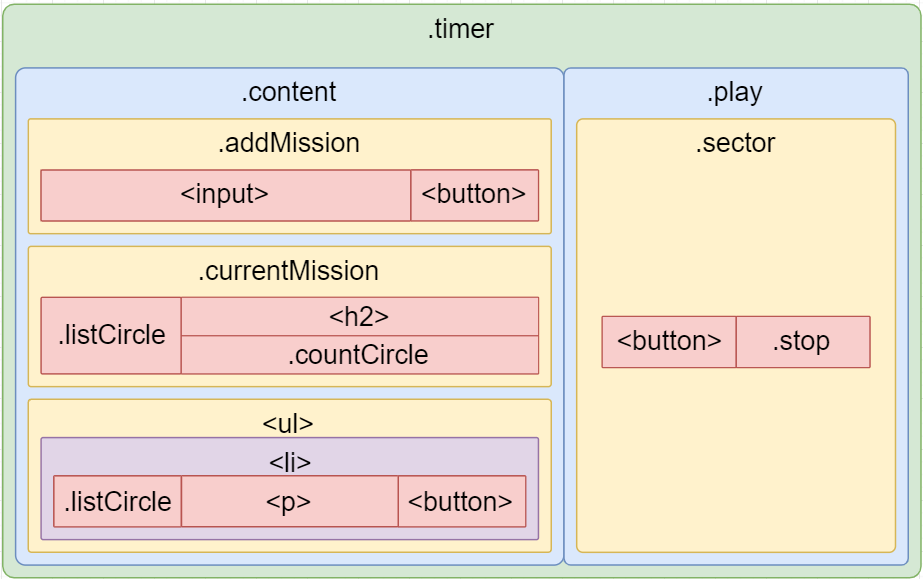 .timer
.content
.addMission
<input>
<button>
.currentMission
.listCircle
<h2>
.countCircle
<ul>
<li>
.listCircle
<p>
<button>
.play
.sector
<button>
.stop